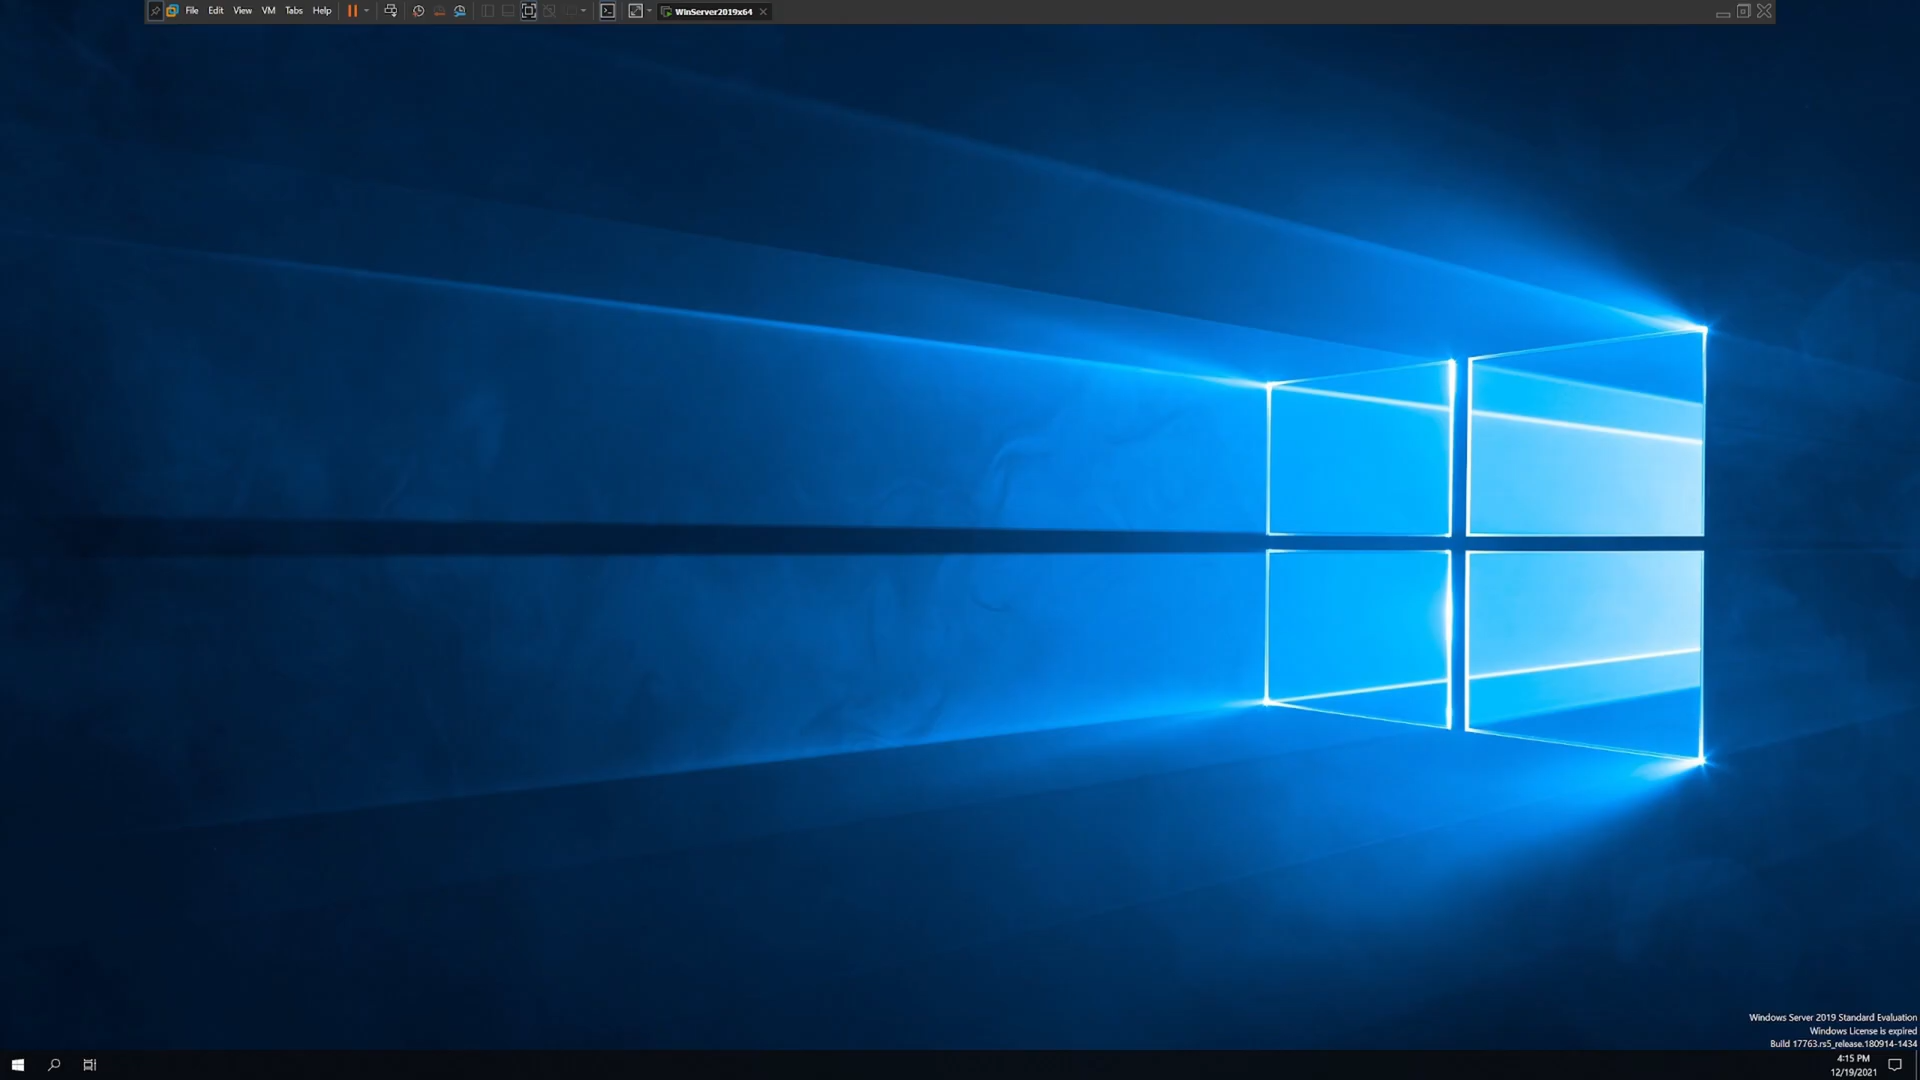 File Edit View VM Tabs Help WinServer2019x64
Windows Server 2019 Standard Evaluation
Windows License is expired
Build 17763.rs5_release.180914-1434
4:15 PM
12/19/2021